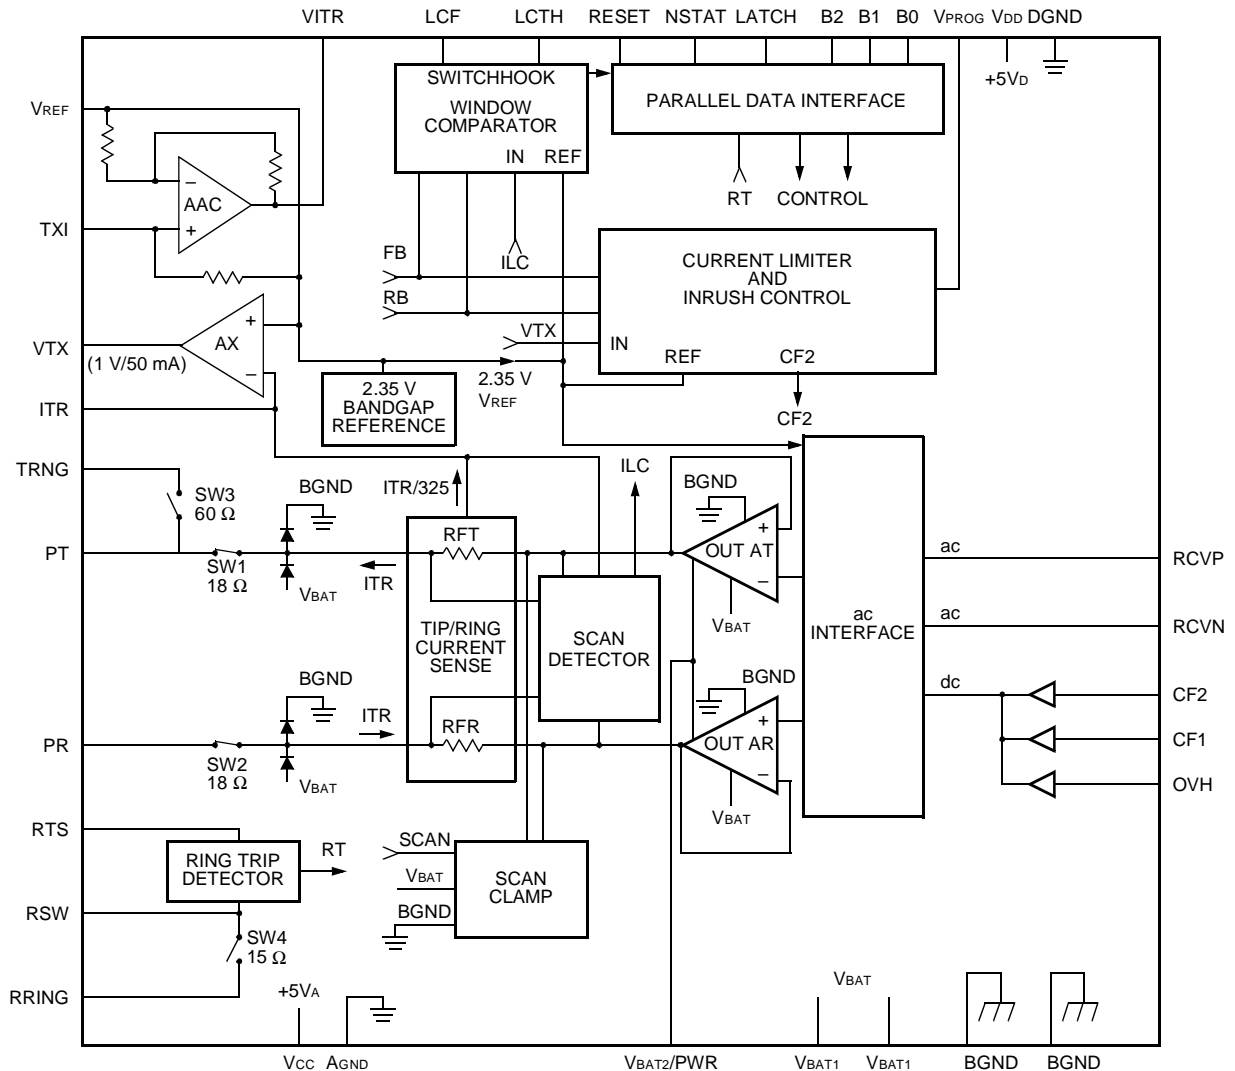 VITR LCF LCTH RESET NSTAT LATCH B2 B1 B0 VPROG VDD DGND
+5VD
SWITCHHOOK
WINDOW
COMPARATOR
IN REF
PARALLEL DATA INTERFACE
RT CONTROL
VREF
AAC
−
+
TXI
FB
RB
ILC
CURRENT LIMITER
AND
INRUSH CONTROL
VTX
IN
REF
CF2
CF2
AX
+
−
VTX
(1 V/50 mA)
ITR
2.35 V
BANDGAP
REFERENCE
2.35 V
VREF
TRNG
SW3
60 Ω
BGND
ITR/325
ILC
BGND
PT
SW1
18 Ω
VBAT
ITR
RFT
OUT AT
+
−
VBAT
TIP/RING
CURRENT
SENSE
SCAN
DETECTOR
ac
INTERFACE
ac
RCVP
ac
RCVN
dc
CF2
CF1
OVH
BGND
ITR
RFR
BGND
OUT AR
+
−
VBAT
PR
SW2
18 Ω
VBAT
RTS
RING TRIP
DETECTOR
RT
SCAN
VBAT
BGND
SCAN
CLAMP
RSW
SW4
15 Ω
RRING
+5VA
VBAT
VCC AGND VBAT2/PWR VBAT1 VBAT1 BGND BGND